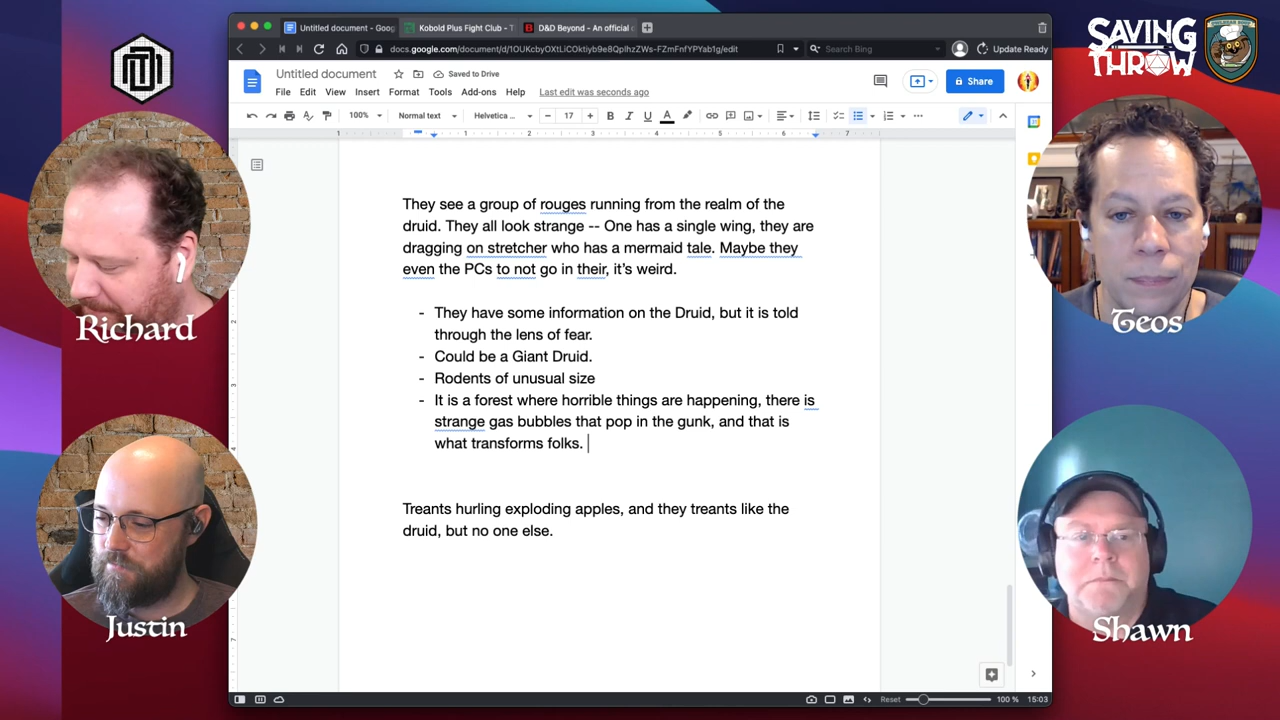 SAVING
THROW
Untitled document - Goog
Kobold Plus Fight Club - T
D&D Beyond - An official c
docs.google.com/document/d/1OUKcbyOXtLiCOktiyb9e8QplhzZWs-FZmFnfYPYab1g/edit
Search Bing
Update Ready
Untitled document
Saved to Drive
File Edit View Insert Format Tools Add-ons Help
Last edit was seconds ago
Share
100%
Normal text
Helvetica ...
17
They see a group of rouges running from the realm of the
druid. They all look strange -- One has a single wing, they are
dragging on stretcher who has a mermaid tale. Maybe they
even the PCs to not go in their, it's weird.
- They have some information on the Druid, but it is told
through the lens of fear.
- Could be a Giant Druid.
- Rodents of unusual size
- It is a forest where horrible things are happening, there is
strange gas bubbles that pop in the gunk, and that is
what transforms folks.
Treants hurling exploding apples, and they treants like the
druid, but no one else.
Richard
Teos
Justin
Shawn
Reset
100 %
15:03